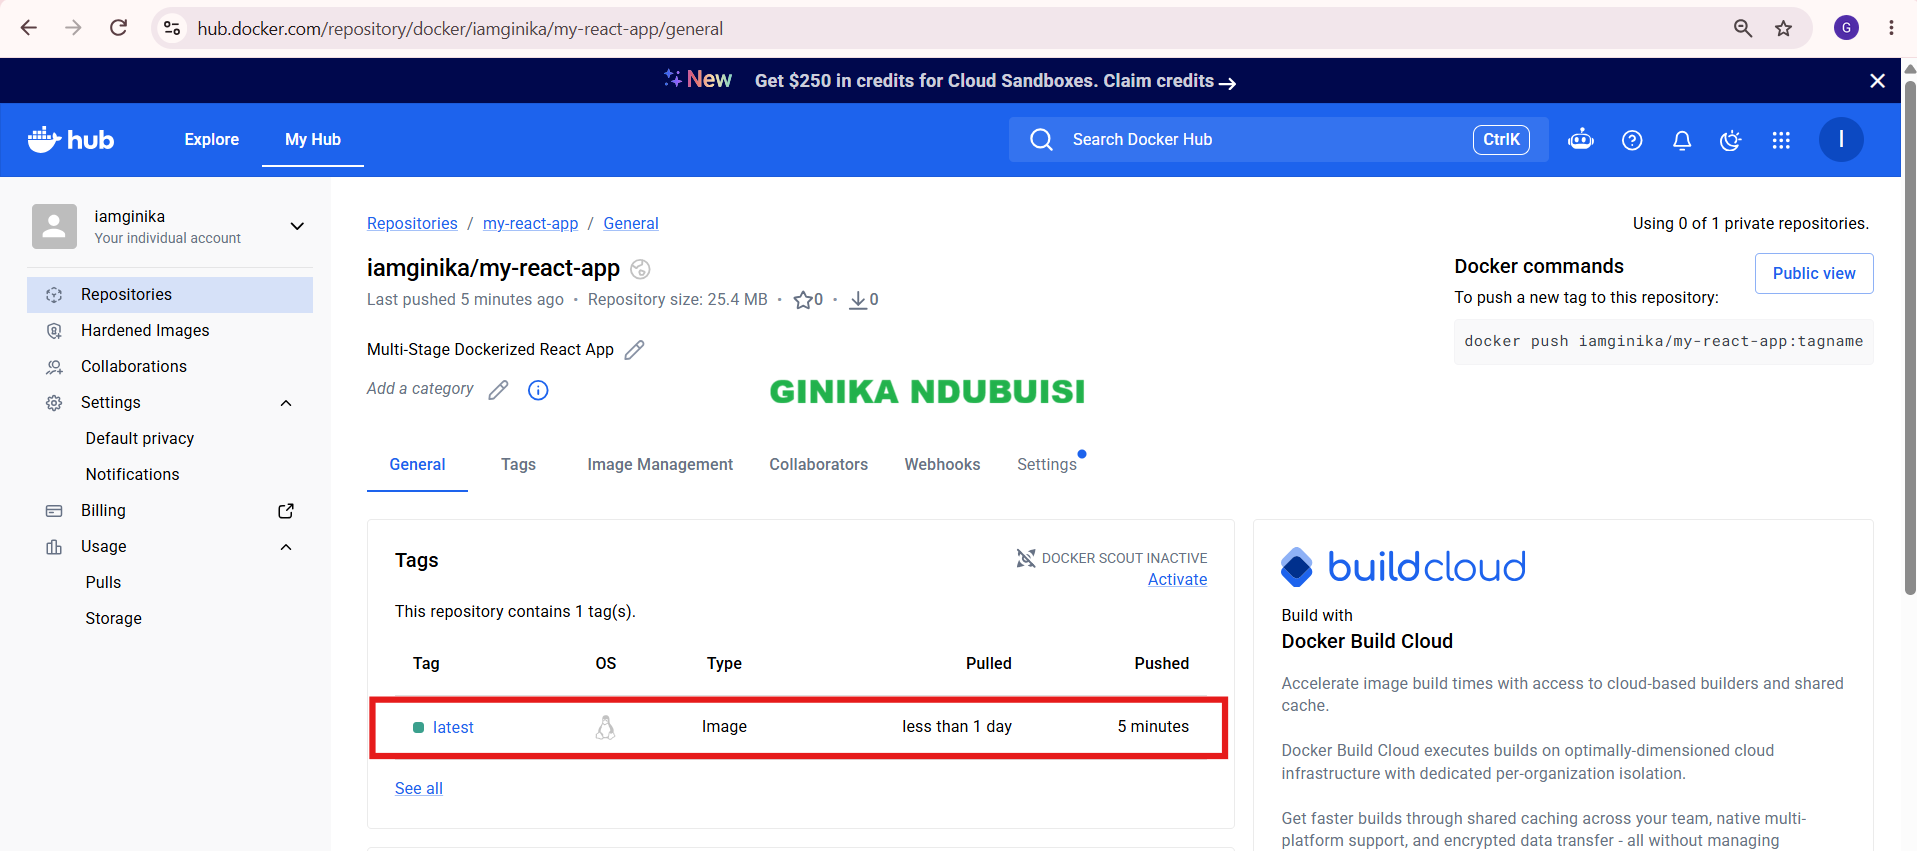 hub.docker.com/repository/docker/iamginika/my-react-app/general
G
New Get $250 in credits for Cloud Sandboxes. Claim credits →
hub
Explore
My Hub
Search Docker Hub
CtrlK
I
iamginika
Your individual account
Repositories
Hardened Images
Collaborations
Settings
Default privacy
Notifications
Billing
Usage
Pulls
Storage
Repositories / my-react-app / General
Using 0 of 1 private repositories.
iamginika/my-react-app
Last pushed 5 minutes ago · Repository size: 25.4 MB · 0 · 0
Docker commands
Public view
To push a new tag to this repository:
docker push iamginika/my-react-app:tagname
Multi-Stage Dockerized React App
Add a category
GINIKA NDUBUISI
General Tags Image Management Collaborators Webhooks Settings
Tags
DOCKER SCOUT INACTIVE
Activate
This repository contains 1 tag(s).
Tag OS Type Pulled Pushed
latest Image less than 1 day 5 minutes
See all
buildcloud
Build with
Docker Build Cloud
Accelerate image build times with access to cloud-based builders and shared
cache.
Docker Build Cloud executes builds on optimally-dimensioned cloud
infrastructure with dedicated per-organization isolation.
Get faster builds through shared caching across your team, native multi-
platform support, and encrypted data transfer - all without managing